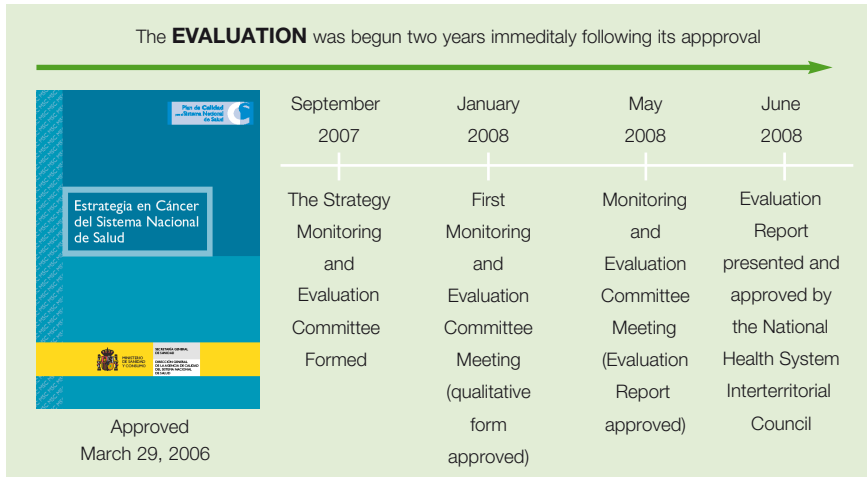 The EVALUATION was begun two years immeditaly following its appproval
Plan de Calidad
para el Sistema Nacional
de Salud
Estrategia en Cáncer
del Sistema Nacional
de Salud
MINISTERIO
DE SANIDAD
Y CONSUMO
SECRETARÍA GENERAL
DE SANIDAD
DIRECCIÓN GENERAL
DE LA AGENCIA DE CALIDAD
DEL SISTEMA NACIONAL
DE SALUD
Approved
March 29, 2006
September
2007
The Strategy
Monitoring
and
Evaluation
Committee
Formed
January
2008
First
Monitoring
and
Evaluation
Committee
Meeting
(qualitative
form
approved)
May
2008
Monitoring
and
Evaluation
Committee
Meeting
(Evaluation
Report
approved)
June
2008
Evaluation
Report
presented and
approved by
the National
Health System
Interterritorial
Council